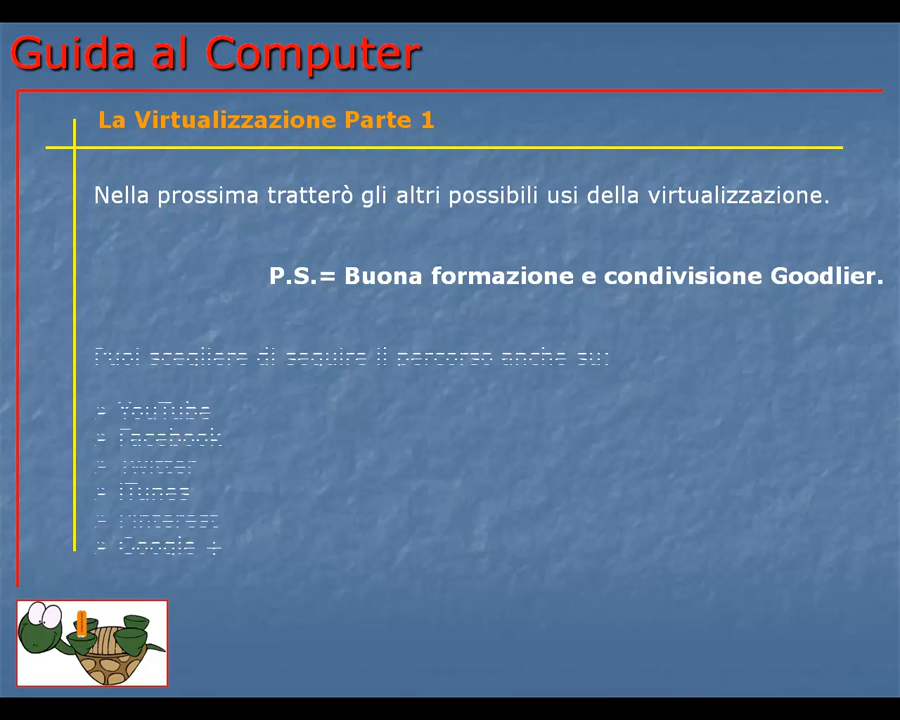 Guida al Computer
La Virtualizzazione Parte 1
Nella prossima tratterò gli altri possibili usi della virtualizzazione.
P.S.= Buona formazione e condivisione Goodlier.
Puoi scegliere di seguire il percorso anche su:
- YouTube
- Facebook
- Twitter
- iTunes
- Pinterest
- Google +